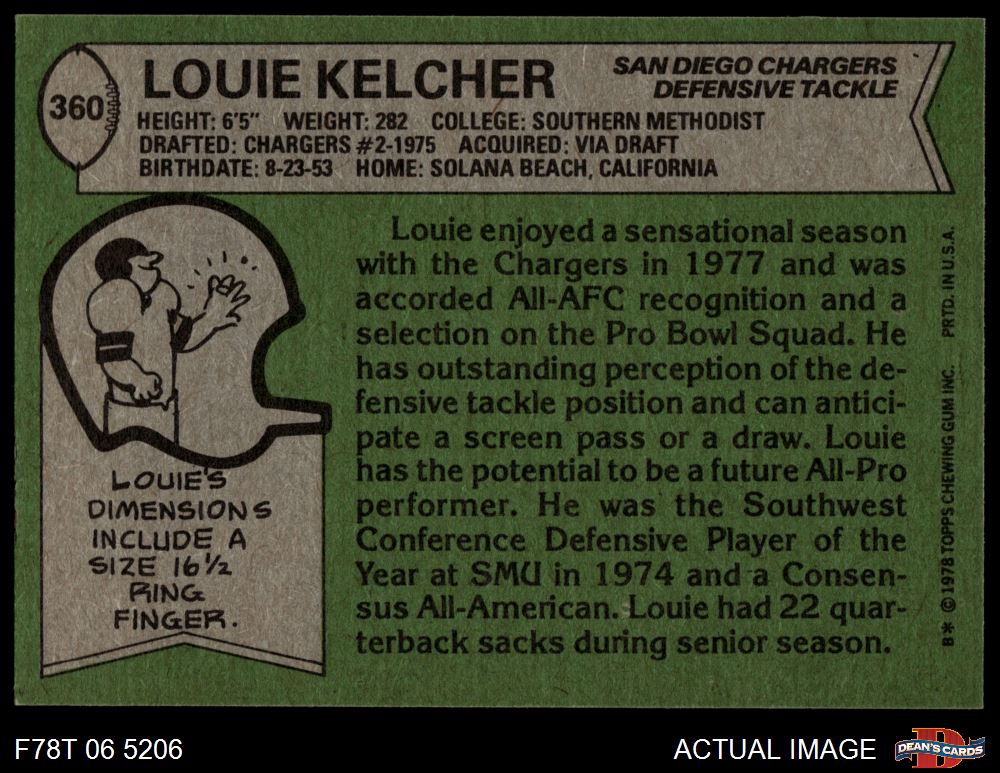 360
LOUIE KELCHER
SAN DIEGO CHARGERS
DEFENSIVE TACKLE
HEIGHT: 6'5" WEIGHT: 282 COLLEGE: SOUTHERN METHODIST
DRAFTED: CHARGERS #2-1975 ACQUIRED: VIA DRAFT
BIRTHDATE: 8-23-53 HOME: SOLANA BEACH, CALIFORNIA
LOUIE'S
DIMENSIONS
INCLUDE A
SIZE 16½
RING
FINGER.
Louie enjoyed a sensational season
with the Chargers in 1977 and was
accorded All-AFC recognition and a
selection on the Pro Bowl Squad. He
has outstanding perception of the de-
fensive tackle position and can antici-
pate a screen pass or a draw. Louie
has the potential to be a future All-Pro
performer. He was the Southwest
Conference Defensive Player of the
Year at SMU in 1974 and a Consen-
sus All-American. Louie had 22 quar-
terback sacks during senior season.
B* © 1978 TOPPS CHEWING GUM INC. PRTD. IN U.S.A.
F78T 06 5206
ACTUAL IMAGE
D
DEAN'S CARDS